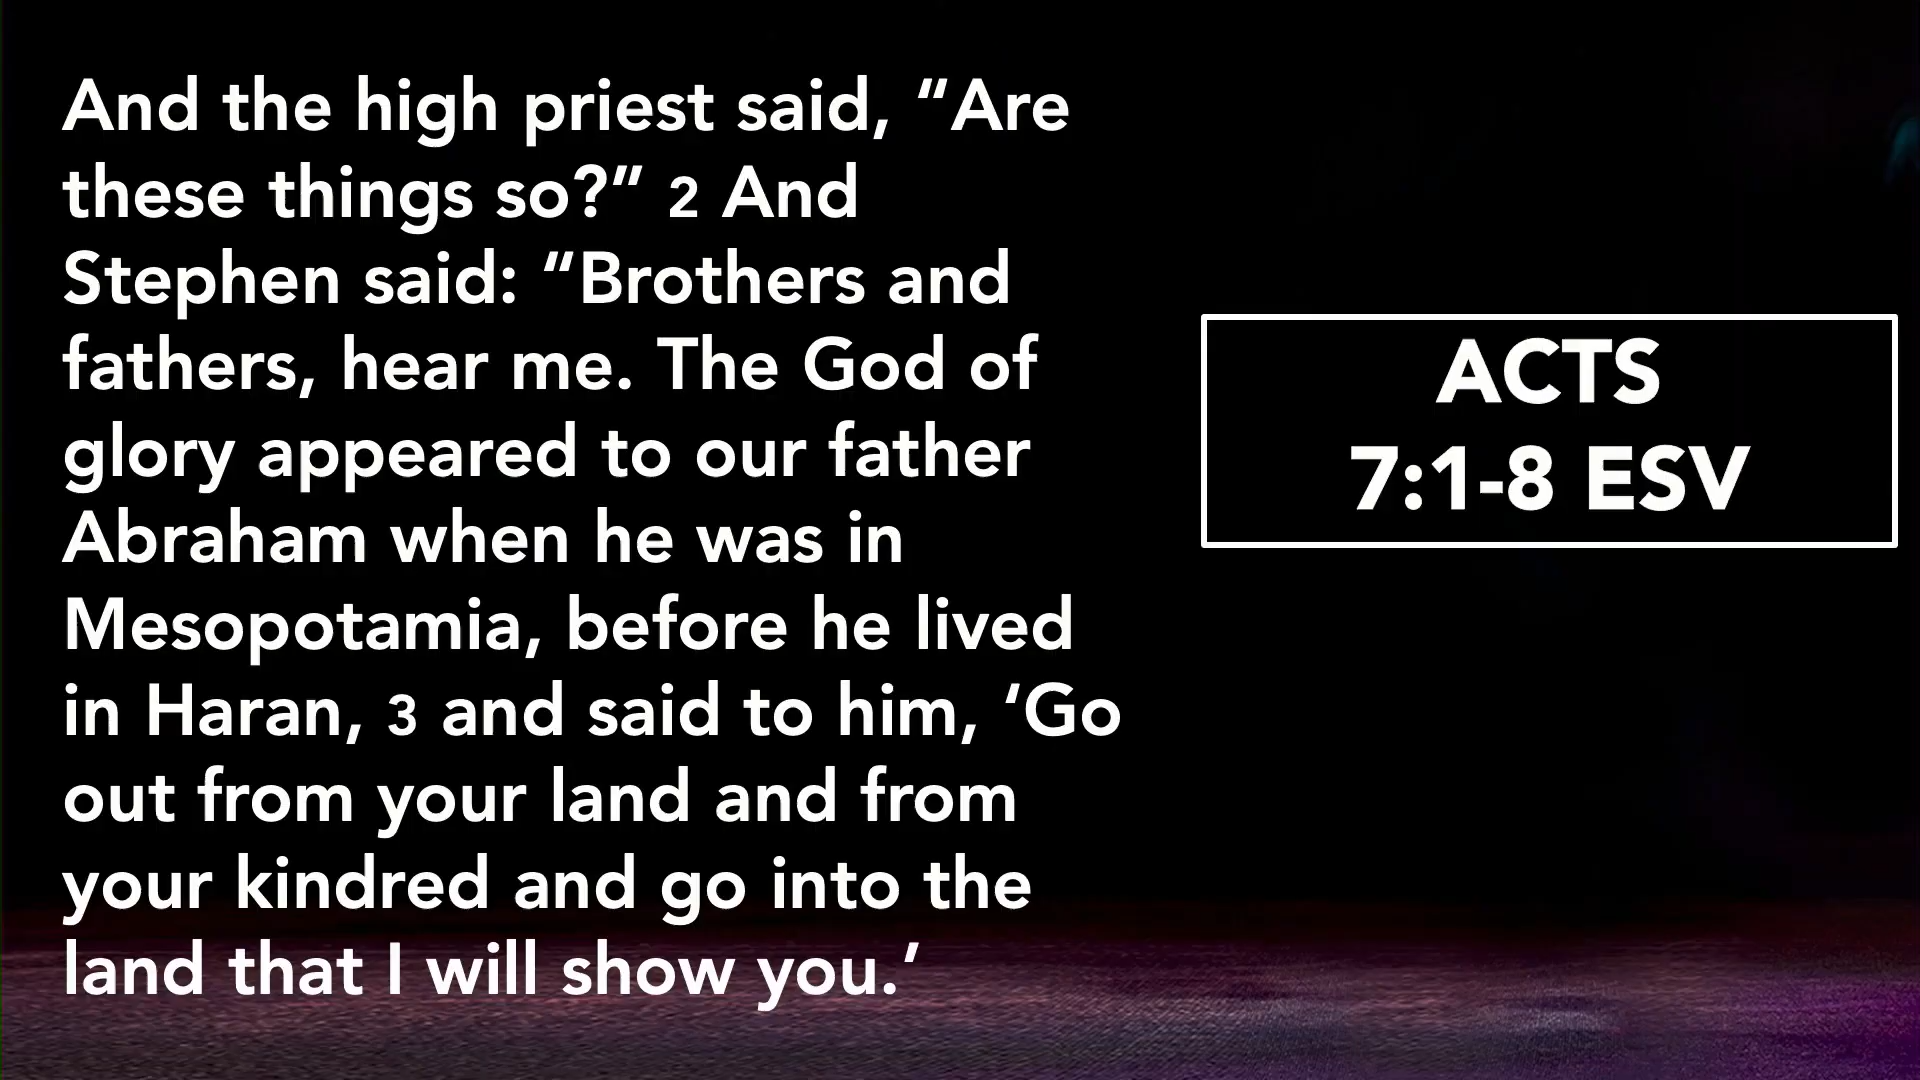 And the high priest said, “Are
these things so?” 2 And
Stephen said: “Brothers and
fathers, hear me. The God of
glory appeared to our father
Abraham when he was in
Mesopotamia, before he lived
in Haran, 3 and said to him, ‘Go
out from your land and from
your kindred and go into the
land that I will show you.’
ACTS
7:1-8 ESV